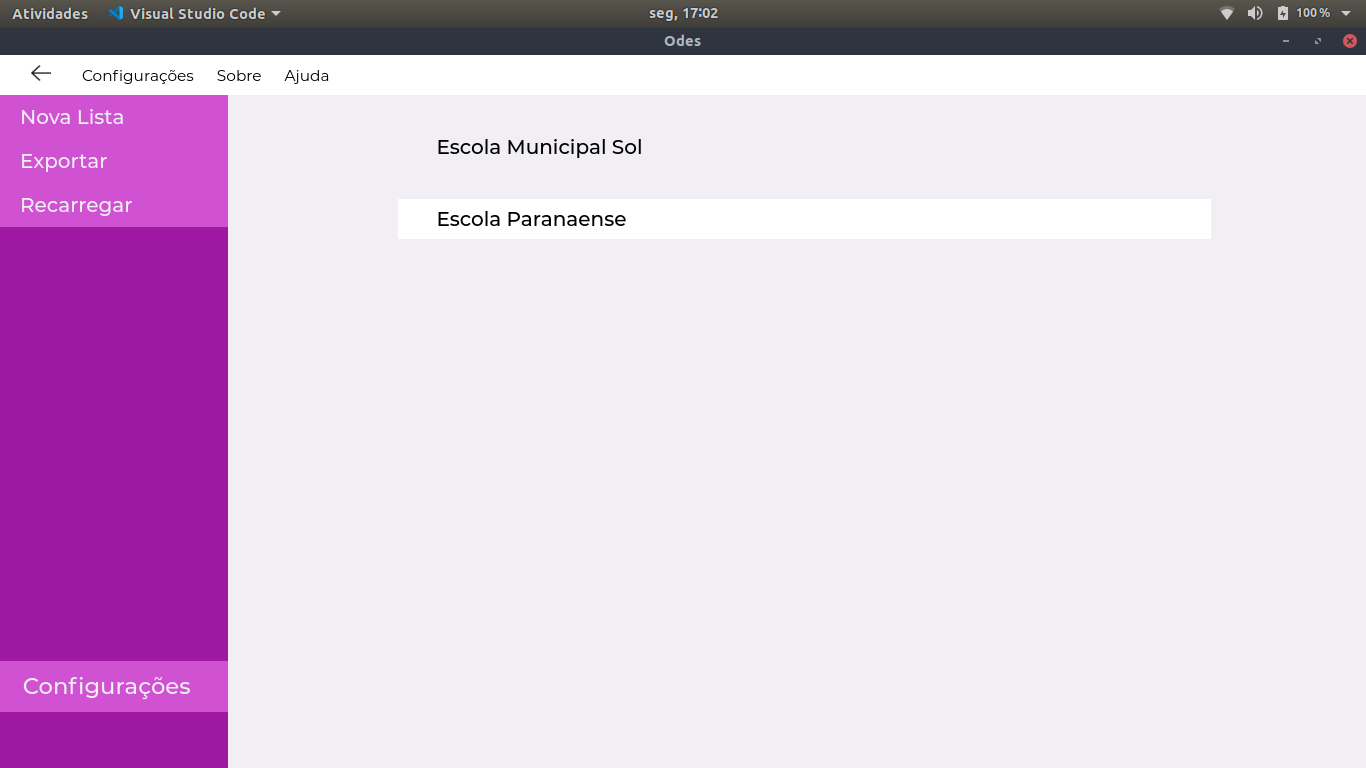 Atividades Visual Studio Code seg, 17:02 100 %
Odes
Configurações Sobre Ajuda
Nova Lista
Exportar
Recarregar
Escola Municipal Sol
Escola Paranaense
Configurações